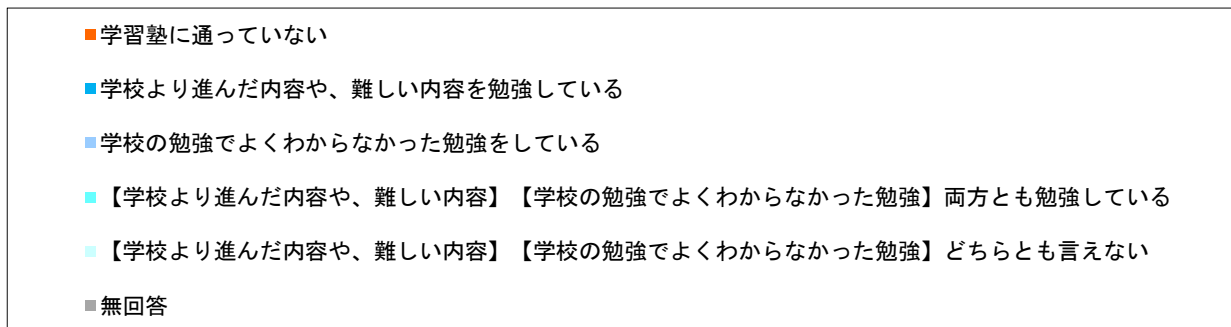 学習塾に通っていない
学校より進んだ内容や、難しい内容を勉強している
学校の勉強でよくわからなかった勉強をしている
【学校より進んだ内容や、難しい内容】【学校の勉強でよくわからなかった勉強】両方とも勉強している
【学校より進んだ内容や、難しい内容】【学校の勉強でよくわからなかった勉強】どちらとも言えない
無回答